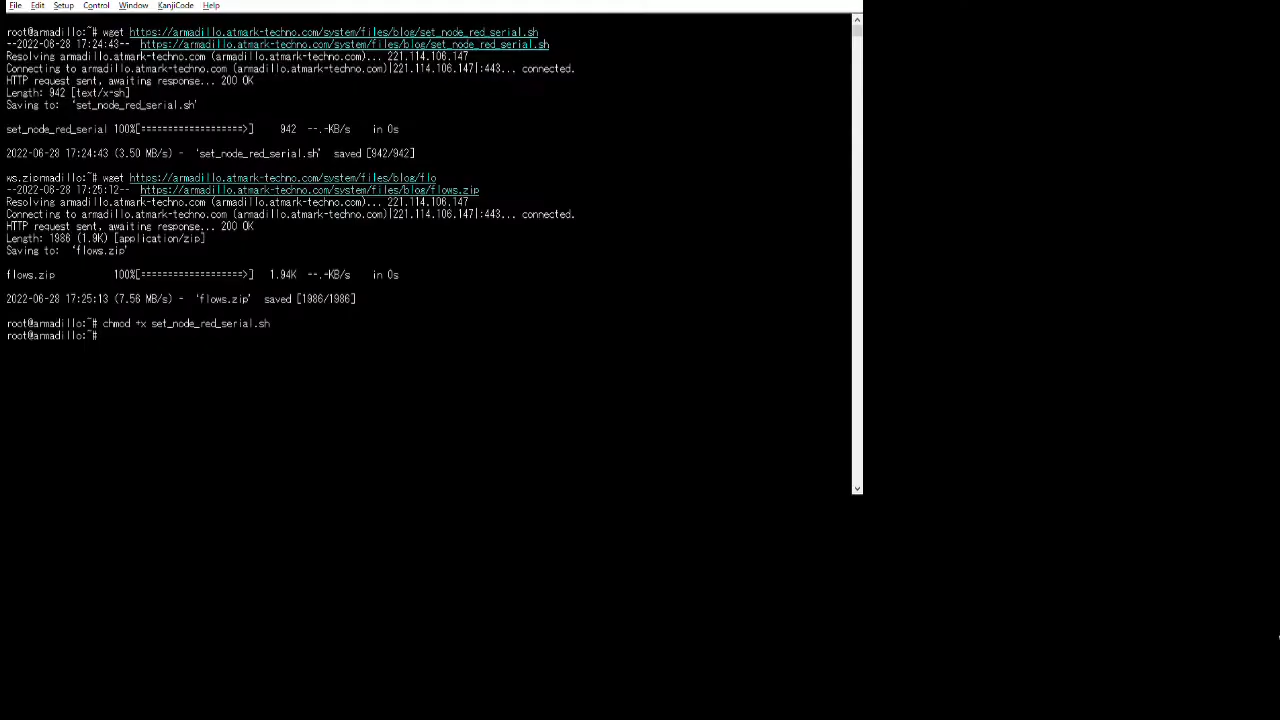 File Edit Setup Control Window KanjiCode Help
root@armadillo:~# wget https://armadillo.atmark-techno.com/system/files/blog/set_node_red_serial.sh
--2022-06-28 17:24:43-- https://armadillo.atmark-techno.com/system/files/blog/set_node_red_serial.sh
Resolving armadillo.atmark-techno.com (armadillo.atmark-techno.com)... 221.114.106.147
Connecting to armadillo.atmark-techno.com (armadillo.atmark-techno.com)|221.114.106.147|:443... connected.
HTTP request sent, awaiting response... 200 OK
Length: 942 [text/x-sh]
Saving to: ‘set_node_red_serial.sh’
set_node_red_serial 100%[===================>] 942 --.-KB/s in 0s
2022-06-28 17:24:43 (3.50 MB/s) - ‘set_node_red_serial.sh’ saved [942/942]
ws.ziprmadillo:~# wget https://armadillo.atmark-techno.com/system/files/blog/flo
--2022-06-28 17:25:12-- https://armadillo.atmark-techno.com/system/files/blog/flows.zip
Resolving armadillo.atmark-techno.com (armadillo.atmark-techno.com)... 221.114.106.147
Connecting to armadillo.atmark-techno.com (armadillo.atmark-techno.com)|221.114.106.147|:443... connected.
HTTP request sent, awaiting response... 200 OK
Length: 1986 (1.9K) [application/zip]
Saving to: ‘flows.zip’
flows.zip 100%[===================>] 1.94K --.-KB/s in 0s
2022-06-28 17:25:13 (7.56 MB/s) - ‘flows.zip’ saved [1986/1986]
root@armadillo:~# chmod +x set_node_red_serial.sh
root@armadillo:~#